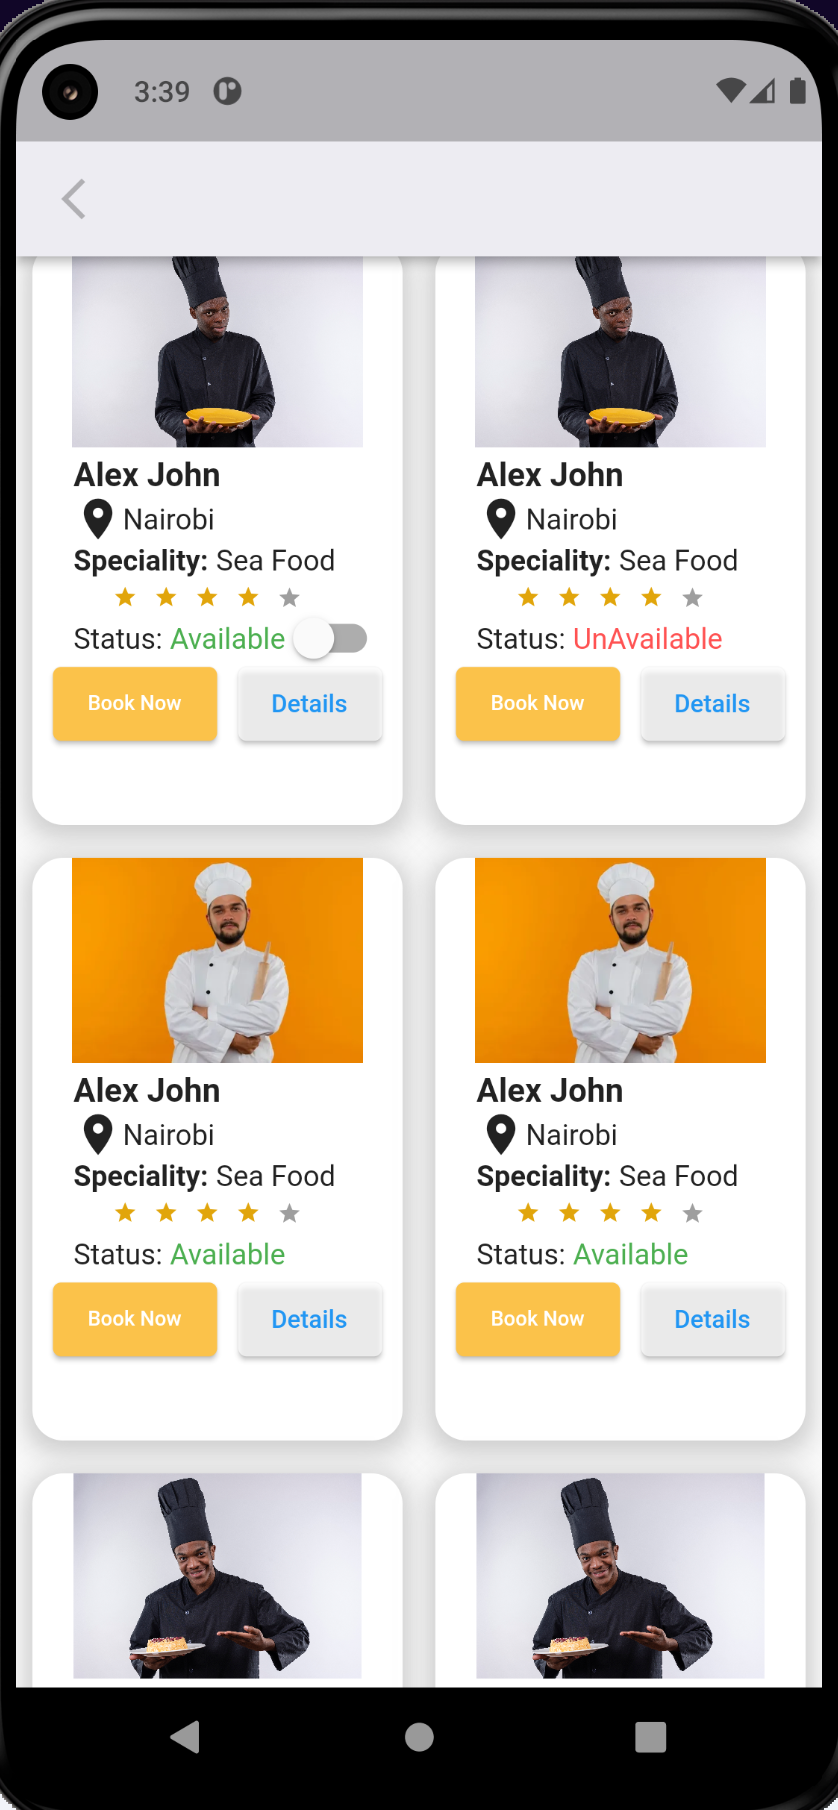 3:39
Alex John
Nairobi
Speciality: Sea Food
Status: Available
Book Now
Details
Alex John
Nairobi
Speciality: Sea Food
Status: UnAvailable
Book Now
Details
Alex John
Nairobi
Speciality: Sea Food
Status: Available
Book Now
Details
Alex John
Nairobi
Speciality: Sea Food
Status: Available
Book Now
Details